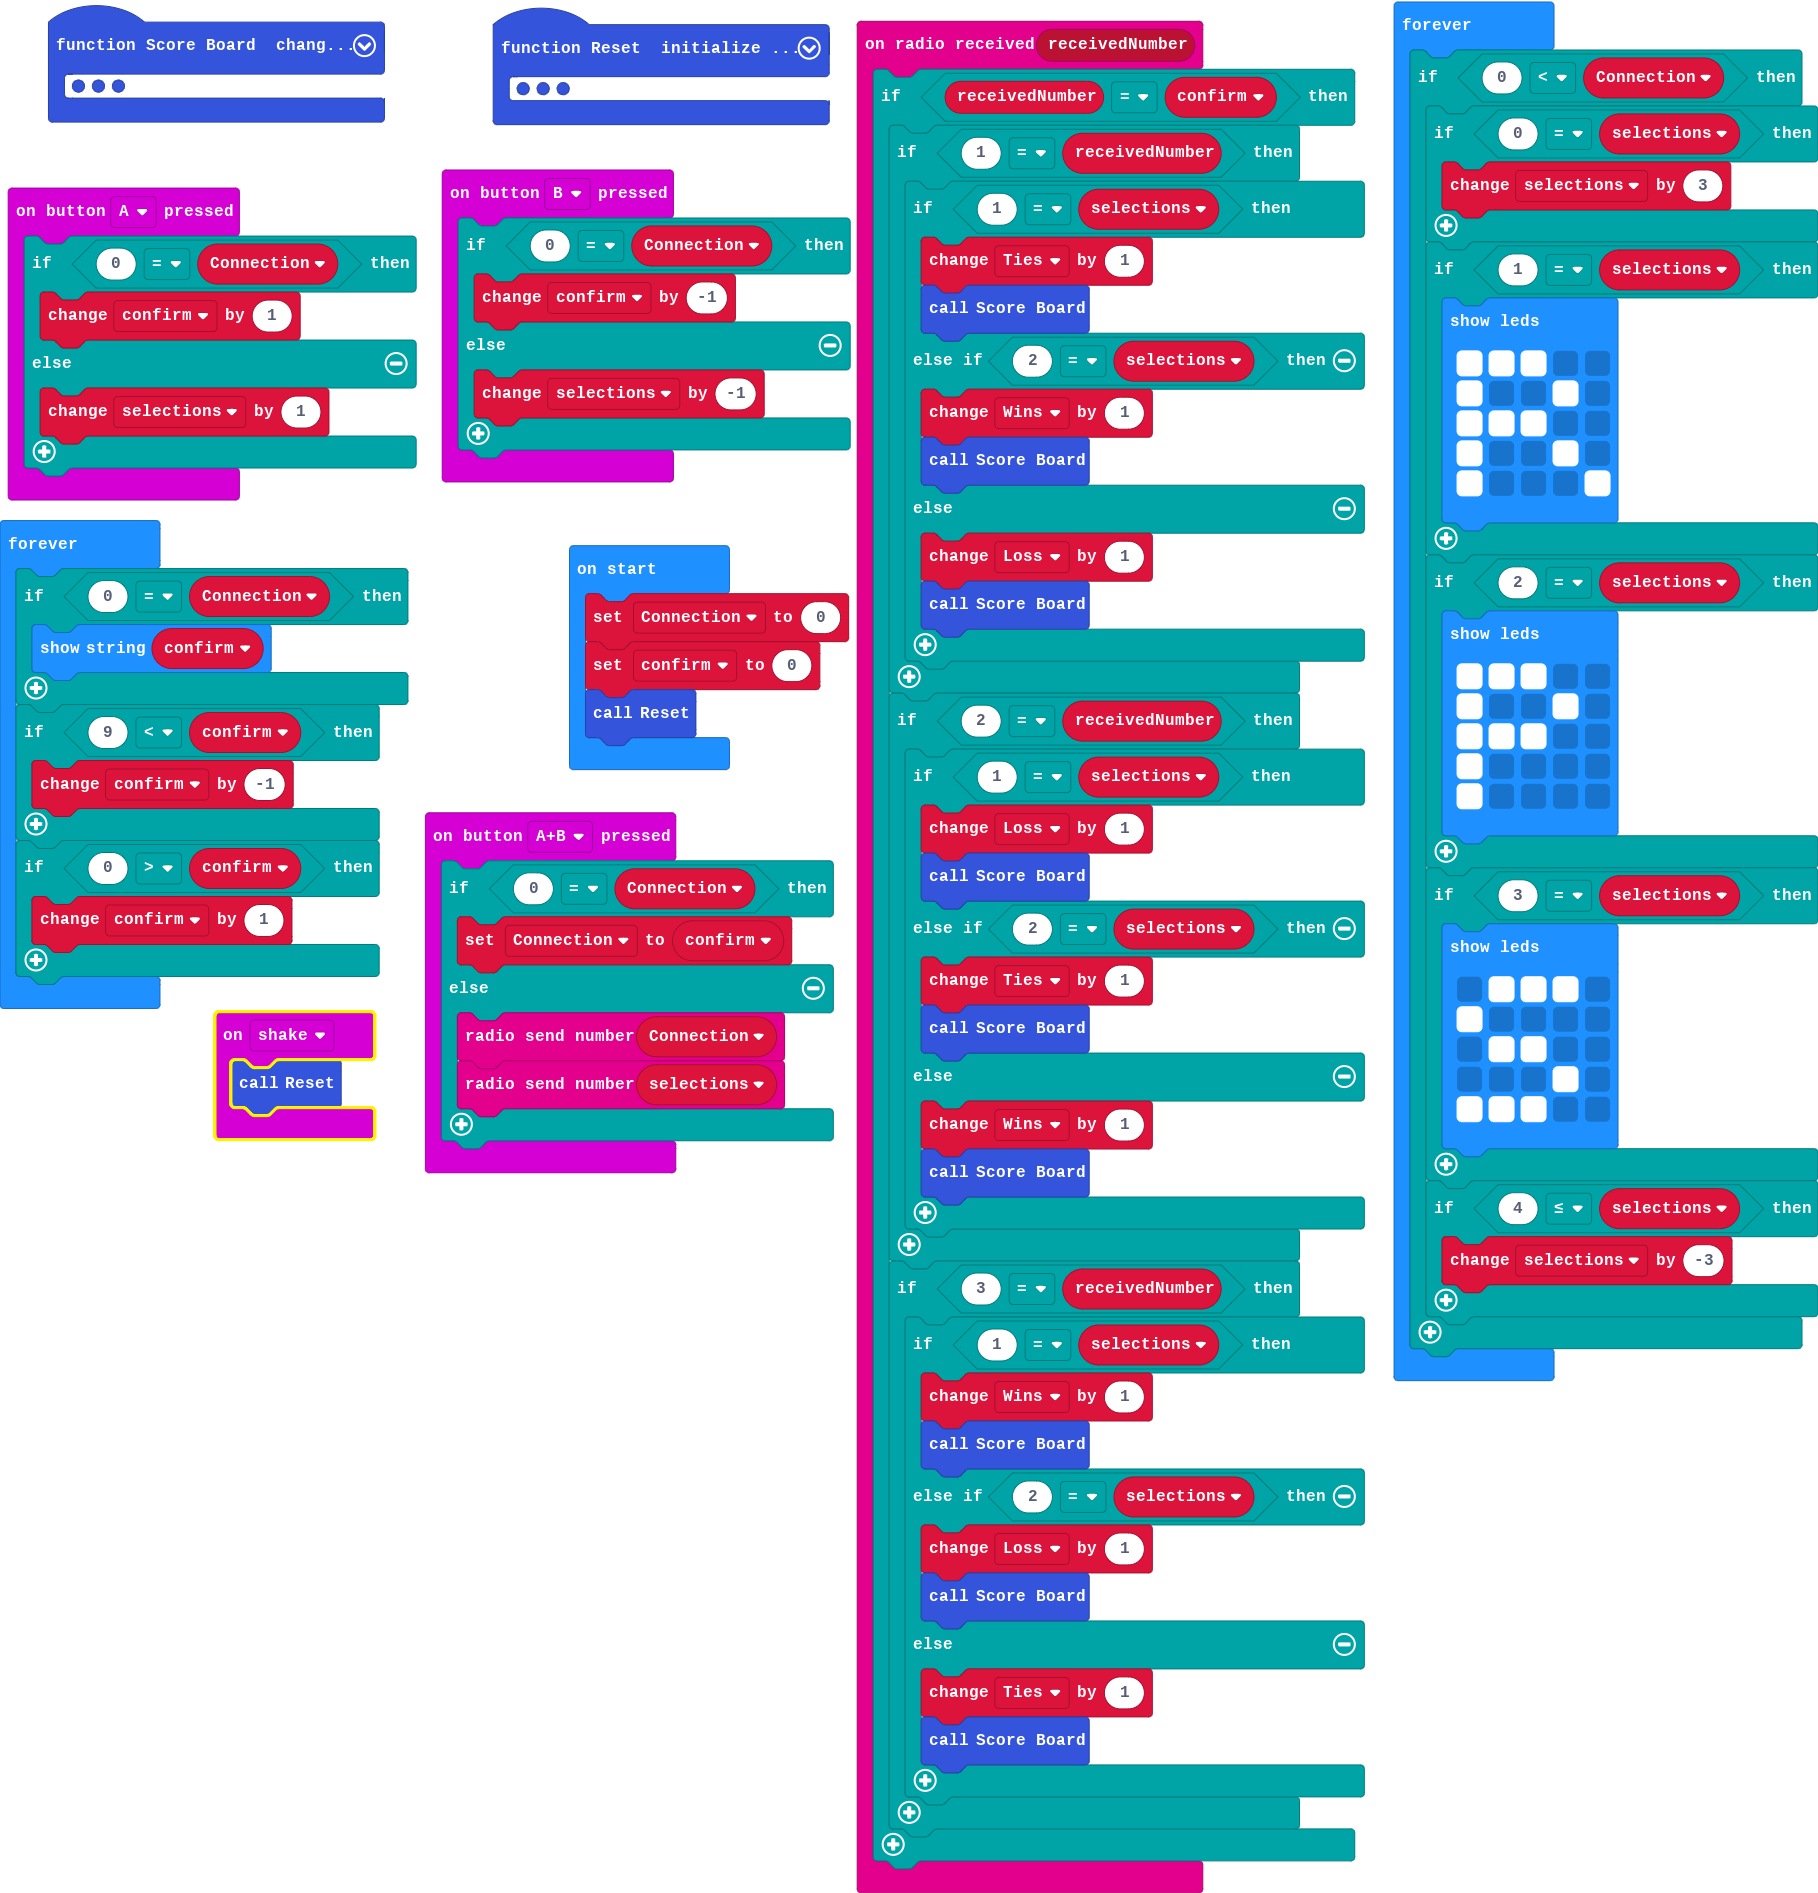 function Score Board chang...
function Reset initialize ...
on button A pressed
if 0 = Connection then
change confirm by 1
else
change selections by 1
on button B pressed
if 0 = Connection then
change confirm by -1
else
change selections by -1
forever
if 0 = Connection then
show string confirm
if 9 < confirm then
change confirm by -1
if 0 > confirm then
change confirm by 1
on shake
call Reset
on start
set Connection to 0
set confirm to 0
call Reset
on button A+B pressed
if 0 = Connection then
set Connection to confirm
else
radio send number Connection
radio send number selections
on radio received receivedNumber
if receivedNumber = confirm then
if 1 = receivedNumber then
if 1 = selections then
change Ties by 1
call Score Board
else if 2 = selections then
change Wins by 1
call Score Board
else
change Loss by 1
call Score Board
if 2 = receivedNumber then
if 1 = selections then
change Loss by 1
call Score Board
else if 2 = selections then
change Ties by 1
call Score Board
else
change Wins by 1
call Score Board
if 3 = receivedNumber then
if 1 = selections then
change Wins by 1
call Score Board
else if 2 = selections then
change Loss by 1
call Score Board
else
change Ties by 1
call Score Board
forever
if 0 < Connection then
if 0 = selections then
change selections by 3
if 1 = selections then
show leds
if 2 = selections then
show leds
if 3 = selections then
show leds
if 4 ≤ selections then
change selections by -3